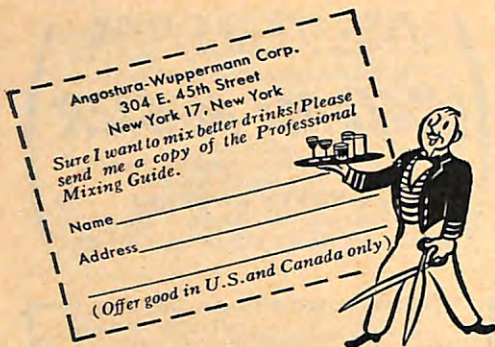 Angostura-Wuppermann Corp.
304 E. 45th Street
New York 17, New York
Sure I want to mix better drinks! Please
send me a copy of the Professional
Mixing Guide.
Name
Address
(Offer good in U.S. and Canada only)